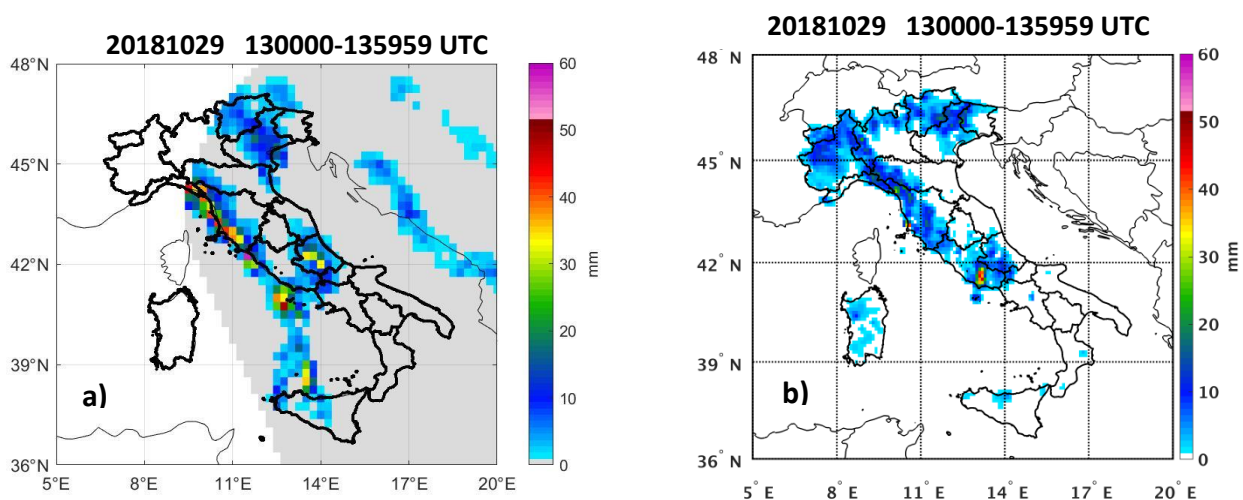 20181029 130000-135959 UTC
48°N
45°N
42°N
39°N
36°N
5°E 8°E 11°E 14°E 17°E 20°E
60
50
40
30
20
10
0
mm
a)
20181029 130000-135959 UTC
48° N
45° N
42° N
39° N
36° N
5° E 8° E 11° E 14° E 17° E 20° E
60
50
40
30
20
10
0
mm
b)